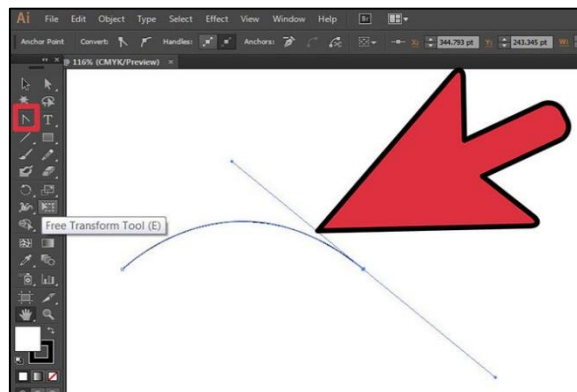 Ai File Edit Object Type Select Effect View Window Help Br
Anchor Point Convert: Handles: Anchors: X: 344.793 pt Y: 243.345 pt W:
116% (CMYK/Preview) ×
T
Free Transform Tool (E)